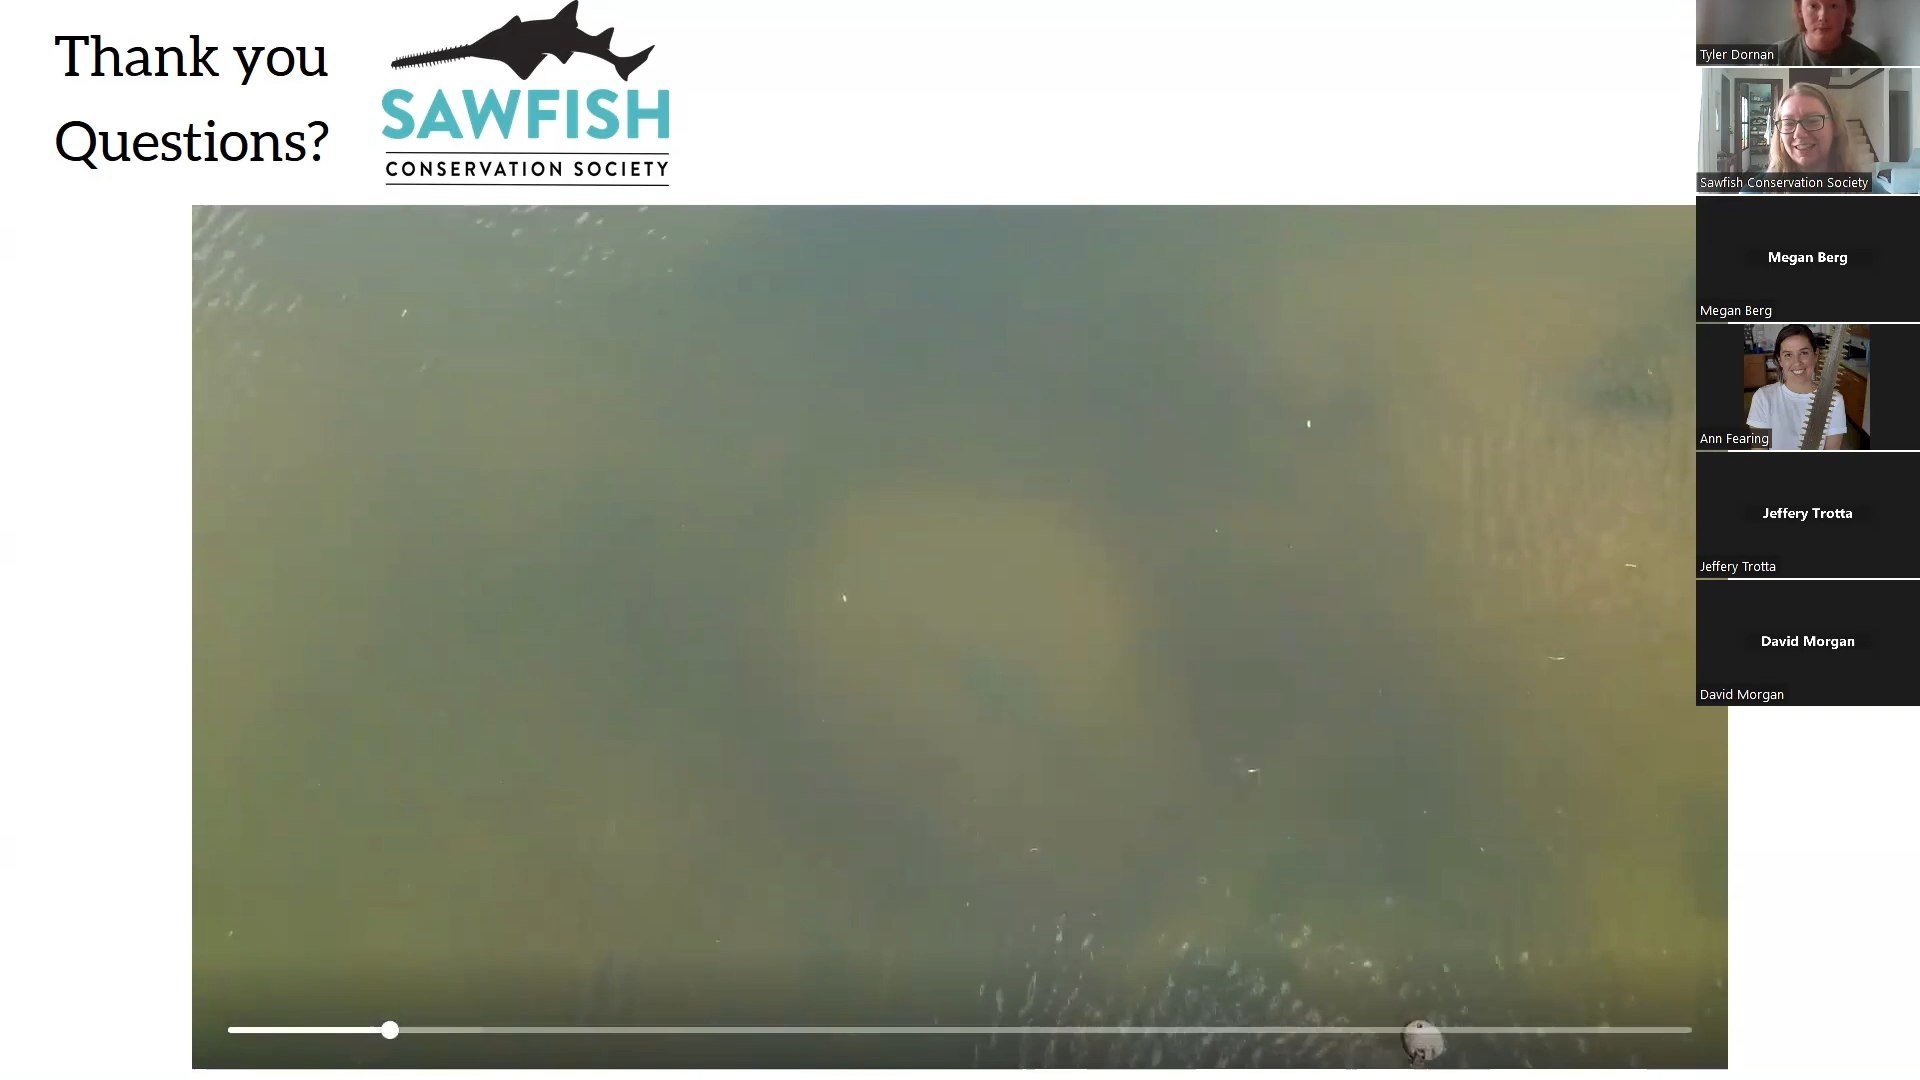 Thank you
Questions?
SAWFISH
CONSERVATION SOCIETY
Tyler Dornan
Sawfish Conservation Society
Megan Berg
Megan Berg
Ann Fearing
Jeffery Trotta
Jeffery Trotta
David Morgan
David Morgan